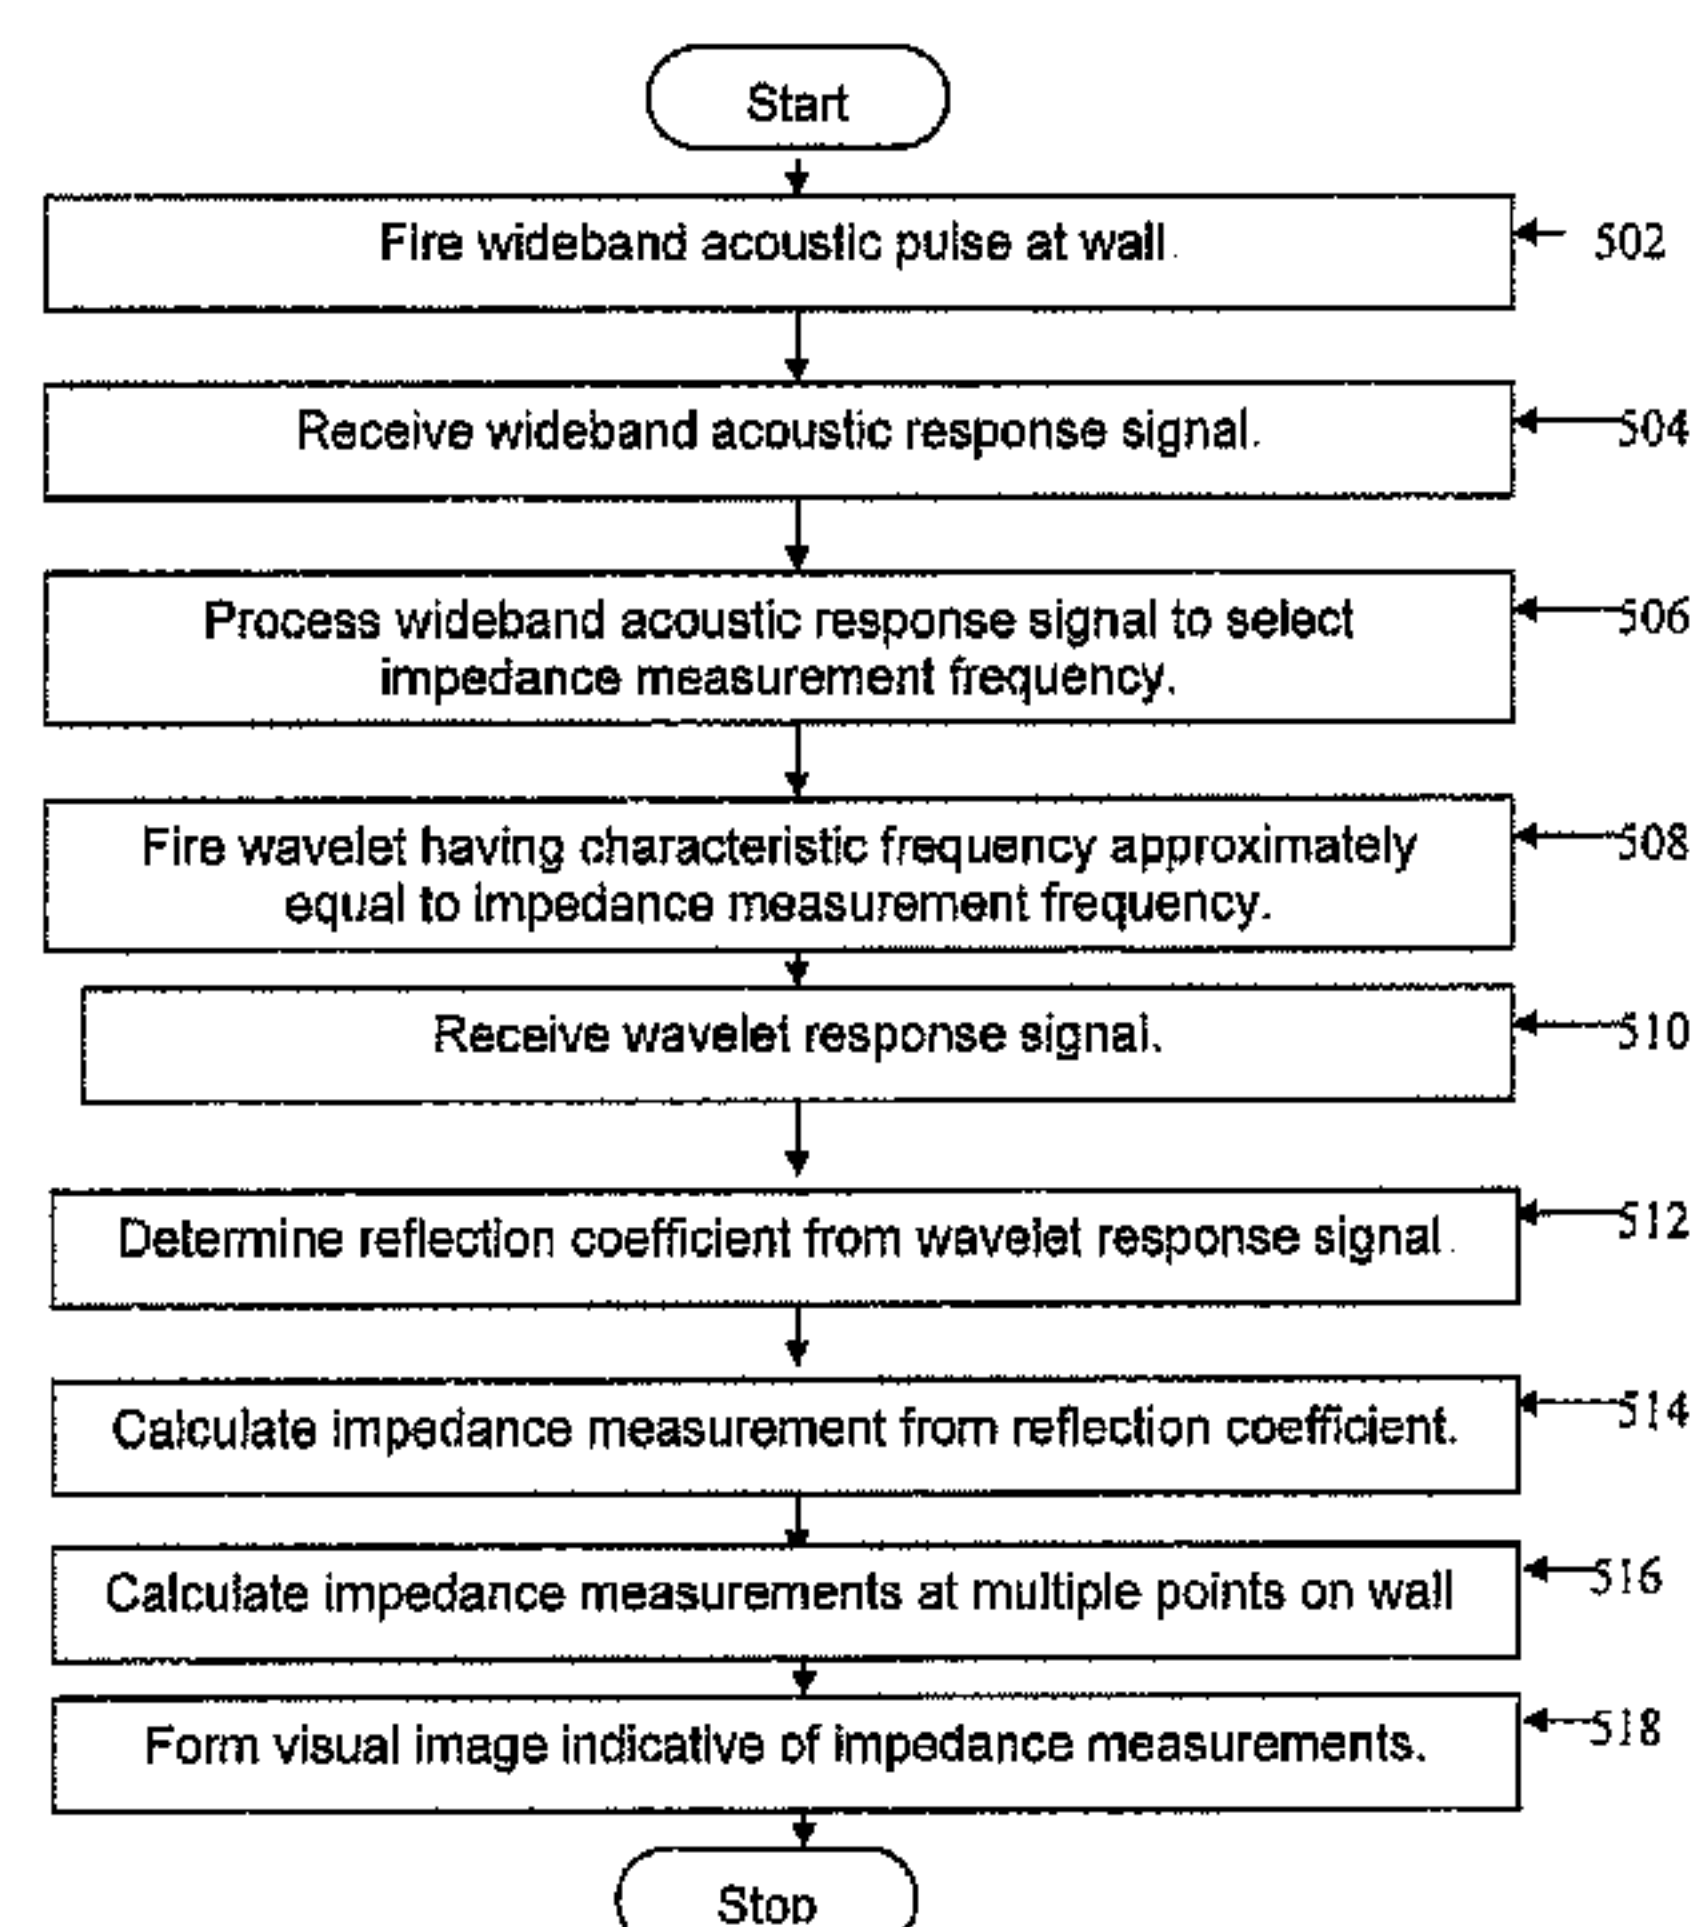 Start
Fire wideband acoustic pulse at wall.
502
Receive wideband acoustic response signal.
504
Process wideband acoustic response signal to select
impedance measurement frequency.
506
Fire wavelet having characteristic frequency approximately
equal to impedance measurement frequency.
508
Receive wavelet response signal.
510
Determine reflection coefficient from wavelet response signal.
512
Calculate impedance measurement from reflection coefficient.
514
Calculate impedance measurements at multiple points on wall
516
Form visual image indicative of impedance measurements.
518
Stop